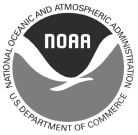 NATIONAL OCEANIC AND ATMOSPHERIC ADMINISTRATION
NOAA
U.S. DEPARTMENT OF COMMERCE